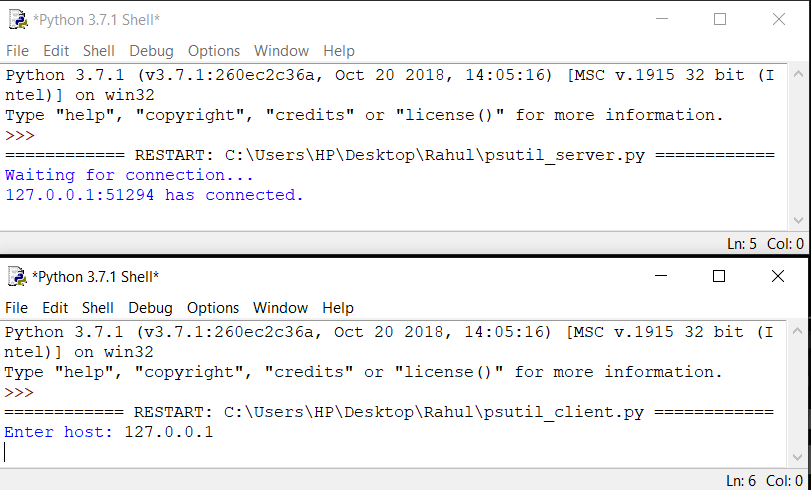 *Python 3.7.1 Shell*
File Edit Shell Debug Options Window Help
Python 3.7.1 (v3.7.1:260ec2c36a, Oct 20 2018, 14:05:16) [MSC v.1915 32 bit (I
ntel)] on win32
Type "help", "copyright", "credits" or "license()" for more information.
>>>
============ RESTART: C:\Users\HP\Desktop\Rahul\psutil_server.py ============
Waiting for connection...
127.0.0.1:51294 has connected.
Ln: 5 Col: 0
*Python 3.7.1 Shell*
File Edit Shell Debug Options Window Help
Python 3.7.1 (v3.7.1:260ec2c36a, Oct 20 2018, 14:05:16) [MSC v.1915 32 bit (I
ntel)] on win32
Type "help", "copyright", "credits" or "license()" for more information.
>>>
============ RESTART: C:\Users\HP\Desktop\Rahul\psutil_client.py ============
Enter host: 127.0.0.1
Ln: 6 Col: 0